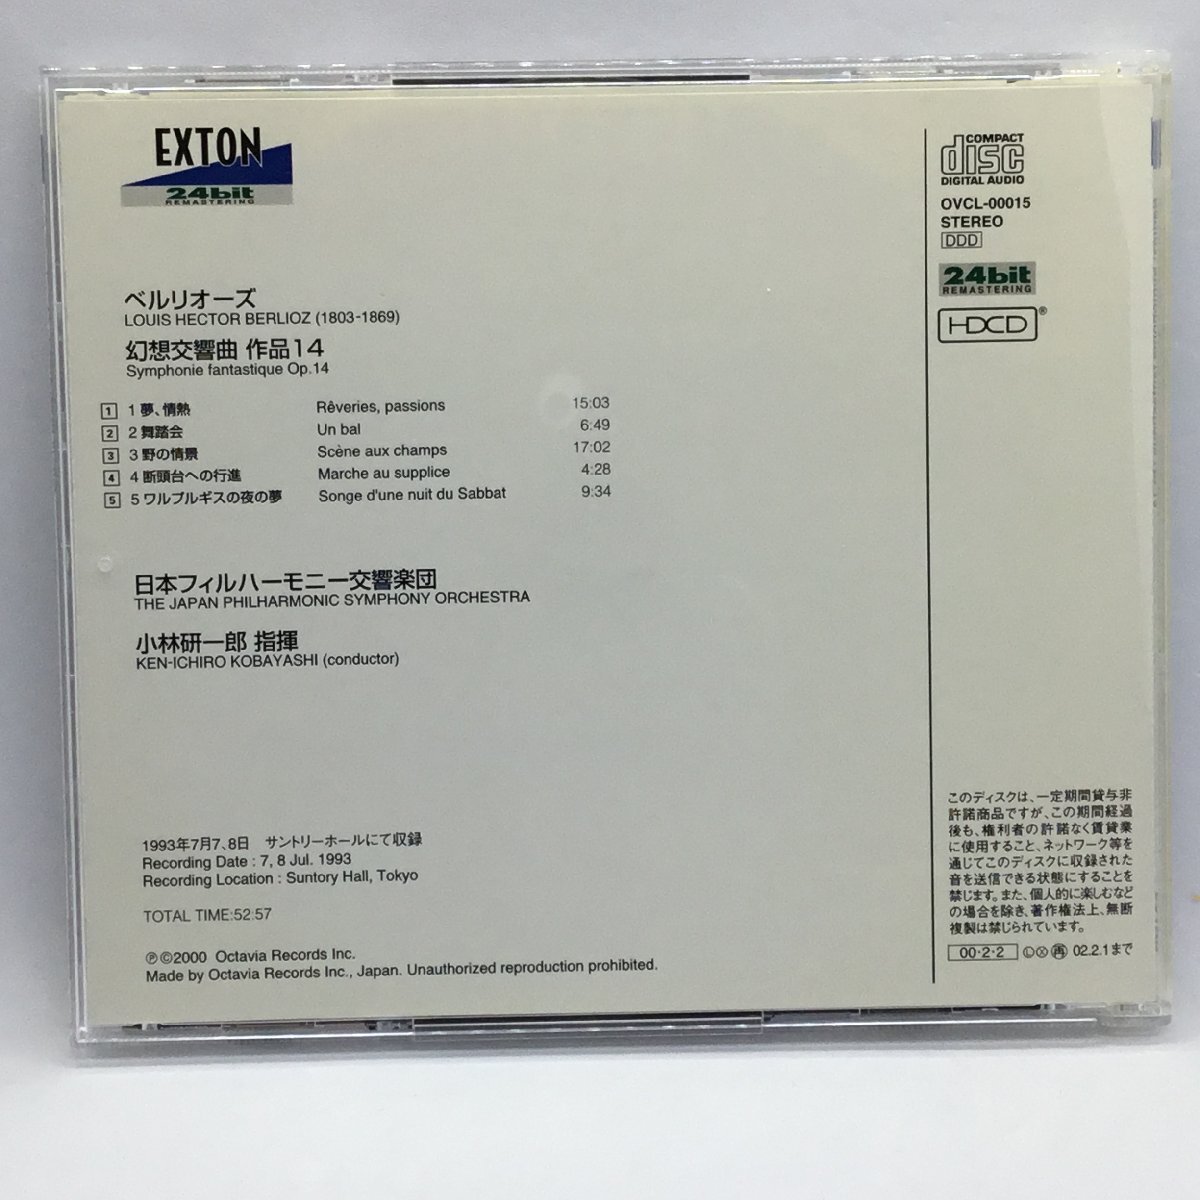 EXTON
24bit
REMASTERING
ベルリオーズ
LOUIS HECTOR BERLIOZ (1803-1869)
幻想交響曲 作品14
Symphonie fantastique Op.14
1 1 夢、情熱 Rêveries, passions 15:03
2 2 舞踏会 Un bal 6:49
3 3 野の情景 Scène aux champs 17:02
4 4 断頭台への行進 Marche au supplice 4:28
5 5 ワルプルギスの夜の夢 Songe d'une nuit du Sabbat 9:34
日本フィルハーモニー交響楽団
THE JAPAN PHILHARMONIC SYMPHONY ORCHESTRA
小林研一郎 指揮
KEN-ICHIRO KOBAYASHI (conductor)
1993年7月7、8日 サントリーホールにて収録
Recording Date : 7, 8 Jul. 1993
Recording Location : Suntory Hall, Tokyo
TOTAL TIME:52:57
Ⓟ©2000 Octavia Records Inc.
Made by Octavia Records Inc., Japan. Unauthorized reproduction prohibited.
COMPACT
disc
DIGITAL AUDIO
OVCL-00015
STEREO
DDD
24bit
REMASTERING
HDCD®
このディスクは、一定期間貸与非
許諾商品ですが、この期間経過
後も、権利者の許諾なく賃貸業
に使用すること、ネットワーク等を
通じてこのディスクに収録された
音を送信できる状態にすることを
禁じます。また、個人的に楽しむなど
の場合を除き、著作権法上、無断
複製は禁じられています。
00·2·2 Ⓛ Ⓧ ㊢ 02.2.1まで